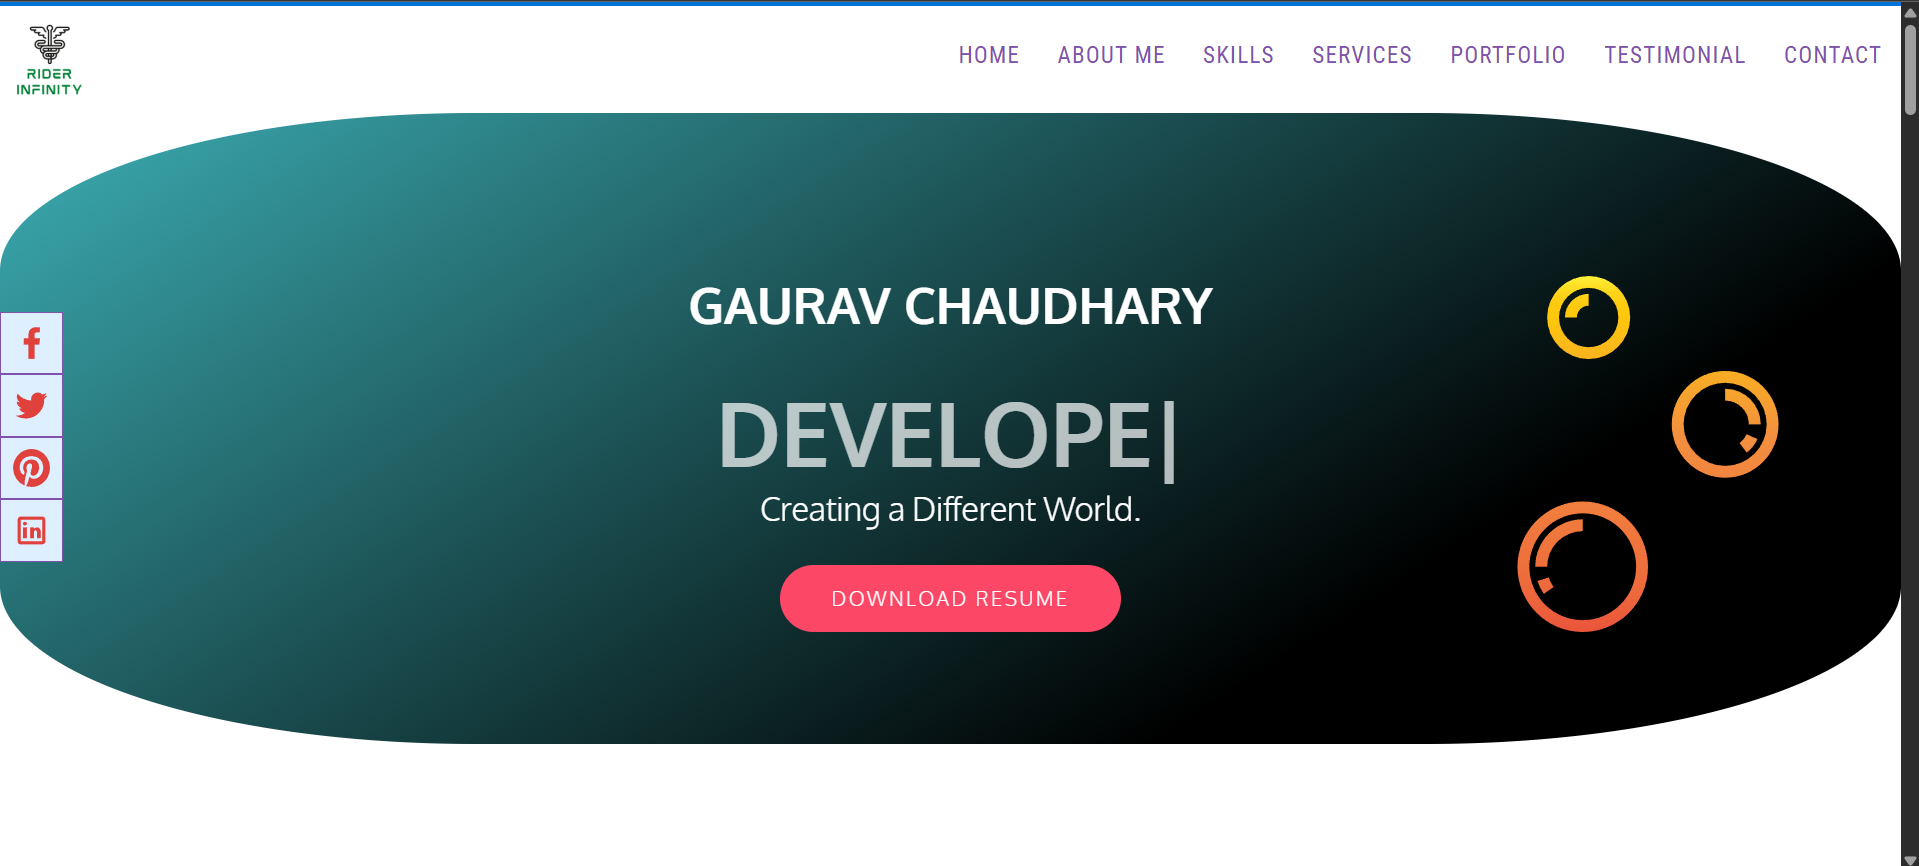 RIDER
INFINITY
HOME ABOUT ME SKILLS SERVICES PORTFOLIO TESTIMONIAL CONTACT
GAURAV CHAUDHARY
DEVELOPE|
Creating a Different World.
DOWNLOAD RESUME